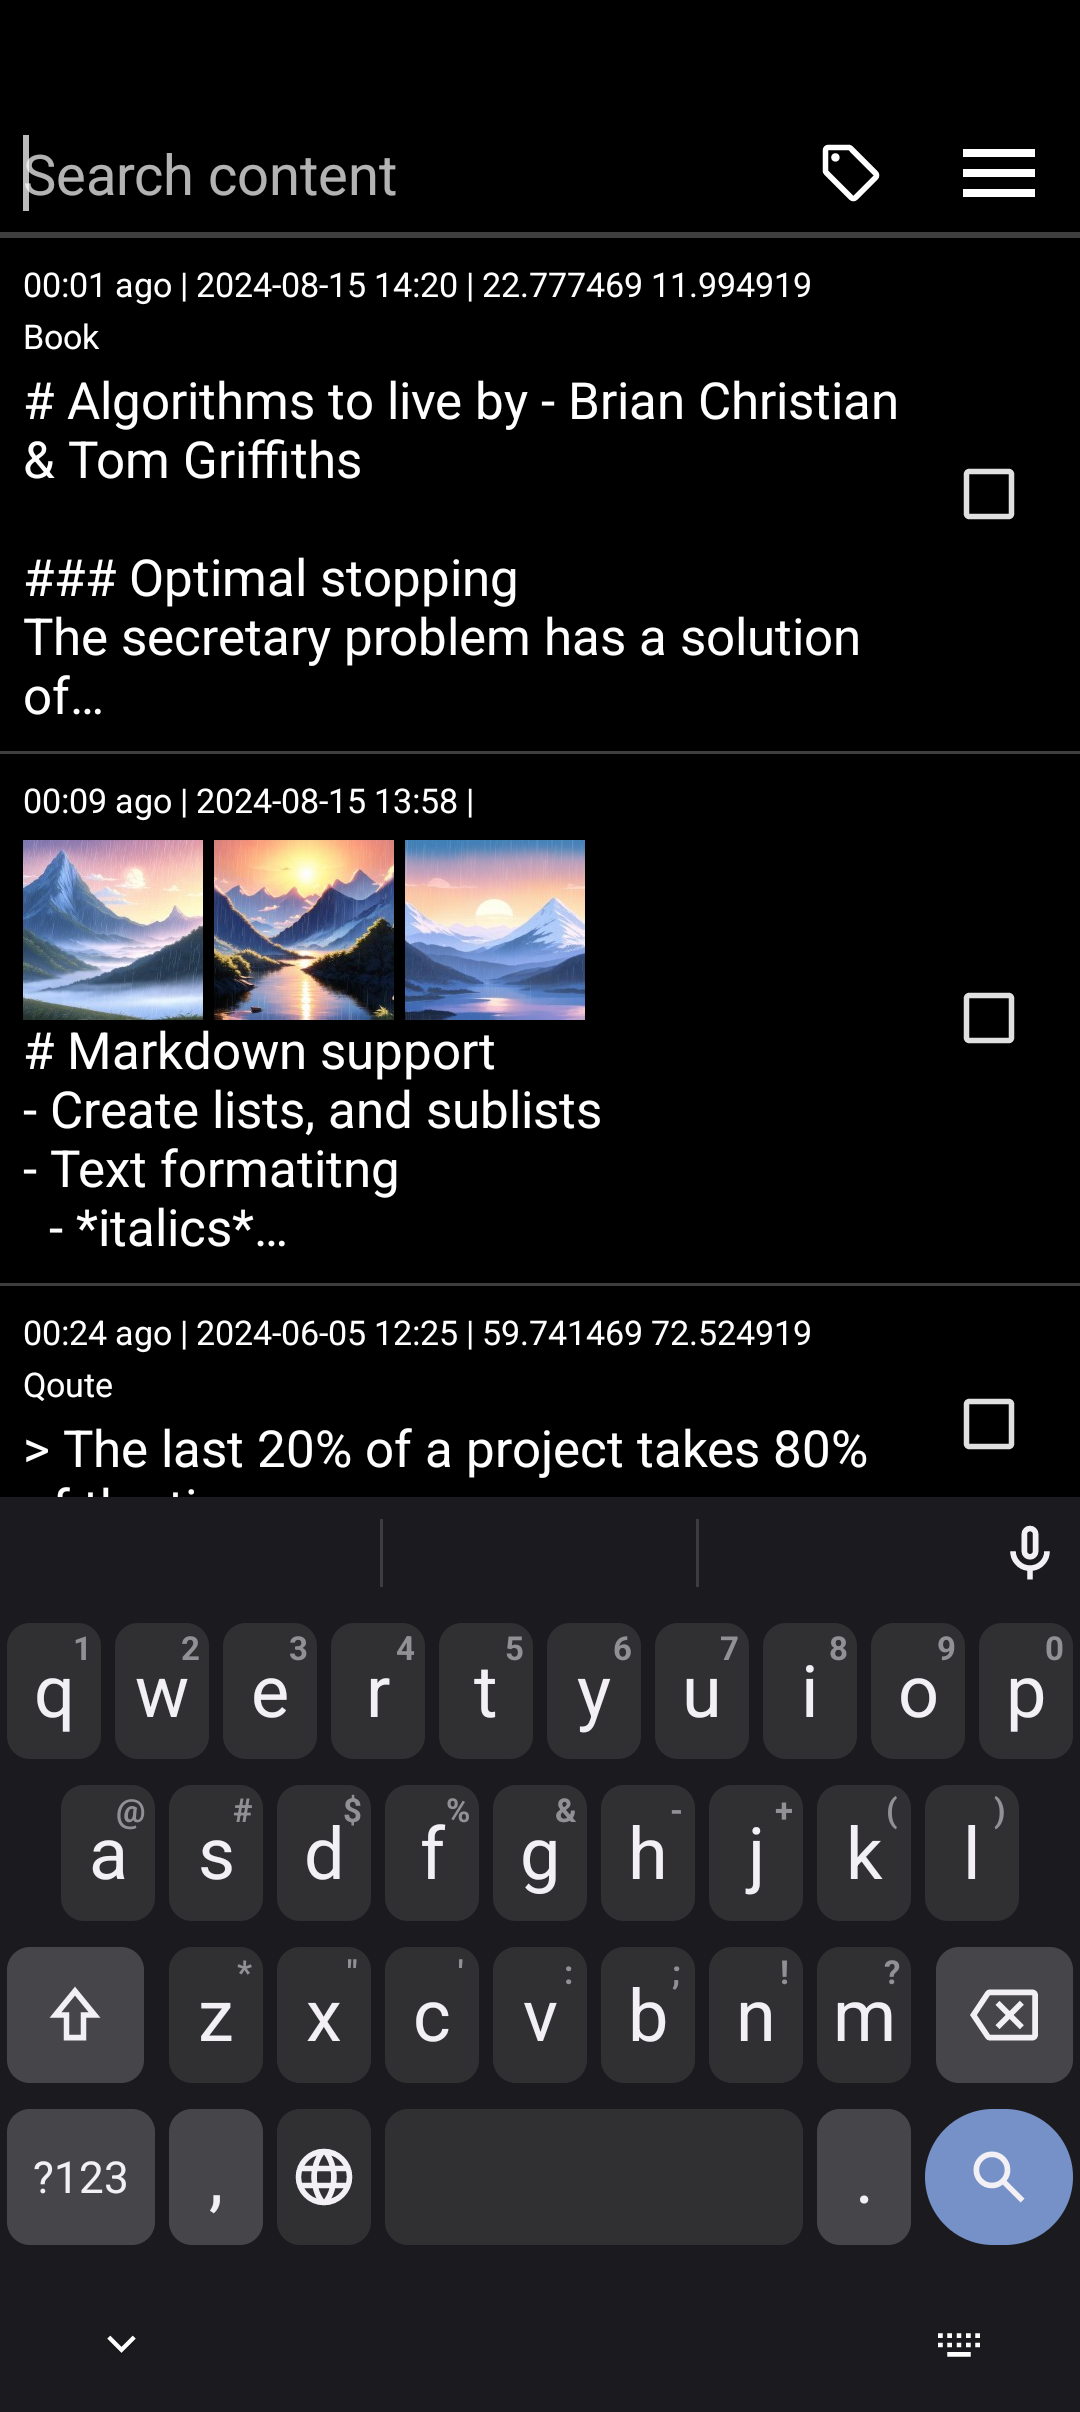 Search content
00:01 ago | 2024-08-15 14:20 | 22.777469 11.994919
Book
# Algorithms to live by - Brian Christian
& Tom Griffiths
### Optimal stopping
The secretary problem has a solution
of…
00:09 ago | 2024-08-15 13:58 |
# Markdown support
- Create lists, and sublists
- Text formatitng
- *italics*…
00:24 ago | 2024-06-05 12:25 | 59.741469 72.524919
Qoute
> The last 20% of a project takes 80%
1 2 3 4 5 6 7 8 9 0
q w e r t y u i o p
@ # $ % & - + ( )
a s d f g h j k l
* " ' : ; ! ?
z x c v b n m
?123 , .